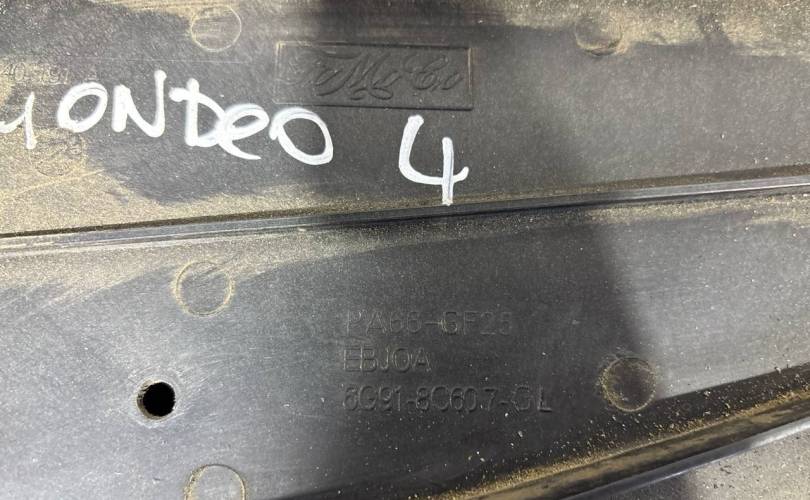 FoMoCo
MONDEO 4
PA66-GF25
EBJOA
6G91-8C607-GL